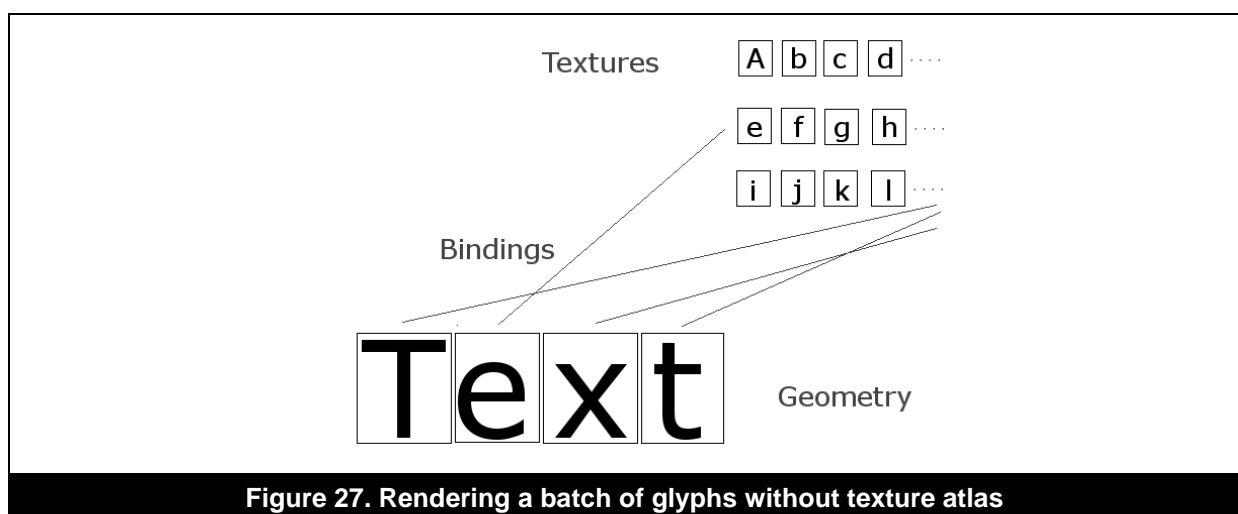 Textures
A b c d ....
e f g h ....
i j k l ....
Bindings
Text
Geometry
Figure 27. Rendering a batch of glyphs without texture atlas